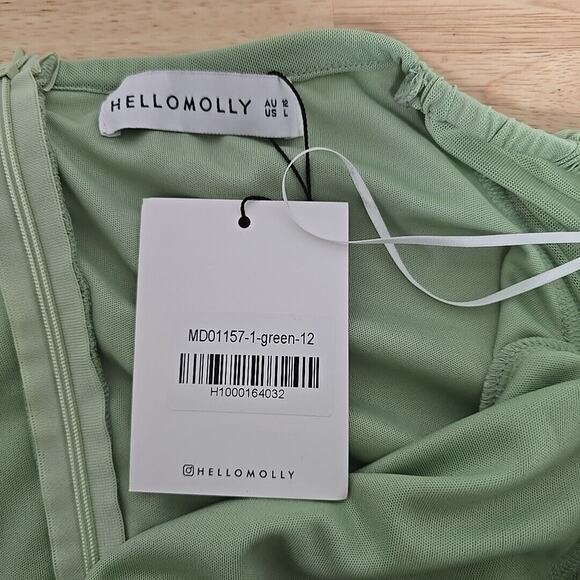 HELLOMOLLY AU 12
US L
MD01157-1-green-12
H1000164032
HELLOMOLLY